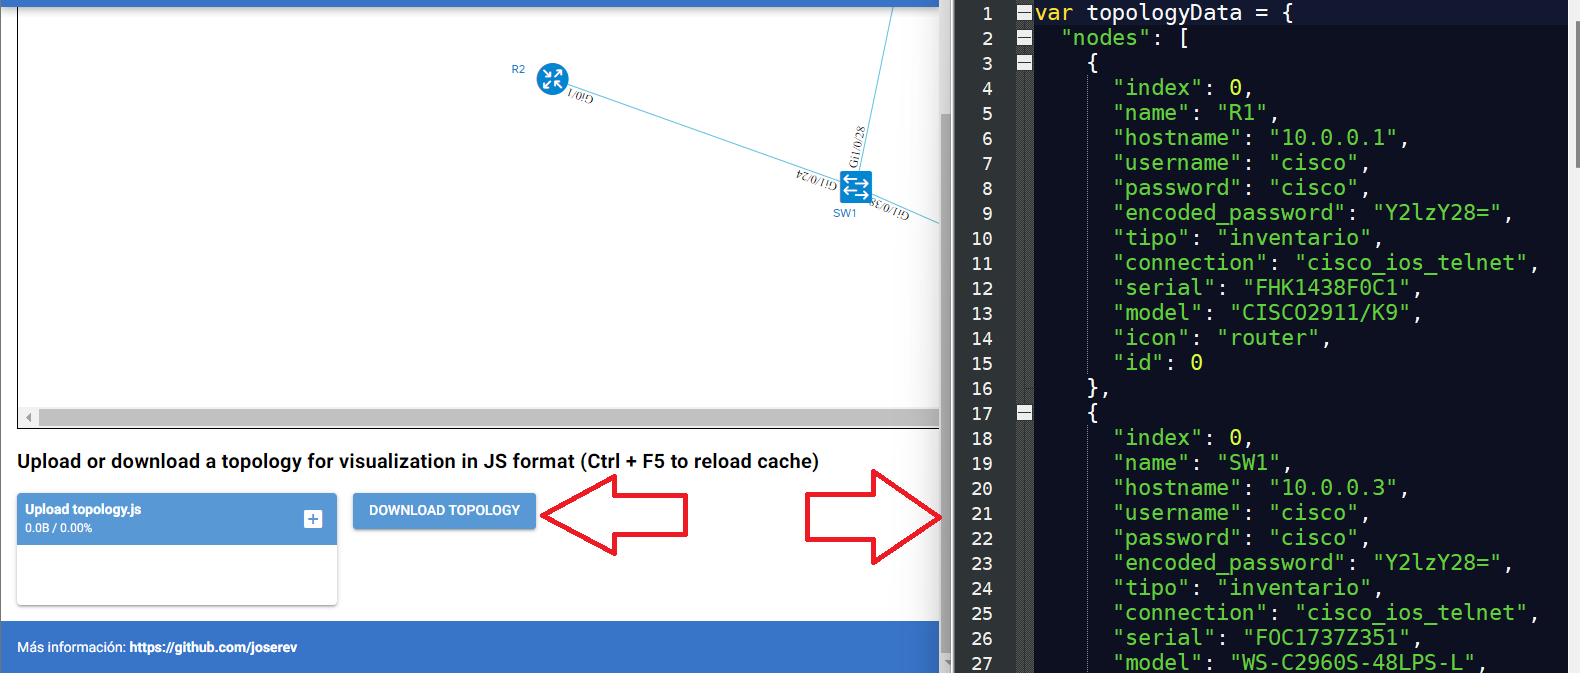 R2
Gi0/1
Gi1/0/28
Gi1/0/24
Gi1/0/38
SW1
Upload or download a topology for visualization in JS format (Ctrl + F5 to reload cache)
Upload topology.js
0.0B / 0.00%
DOWNLOAD TOPOLOGY
Más información: https://github.com/joserev
1 var topologyData = {
2 "nodes": [
3 {
4 "index": 0,
5 "name": "R1",
6 "hostname": "10.0.0.1",
7 "username": "cisco",
8 "password": "cisco",
9 "encoded_password": "Y2lzY28=",
10 "tipo": "inventario",
11 "connection": "cisco_ios_telnet",
12 "serial": "FHK1438F0C1",
13 "model": "CISCO2911/K9",
14 "icon": "router",
15 "id": 0
16 },
17 {
18 "index": 0,
19 "name": "SW1",
20 "hostname": "10.0.0.3",
21 "username": "cisco",
22 "password": "cisco",
23 "encoded_password": "Y2lzY28=",
24 "tipo": "inventario",
25 "connection": "cisco_ios_telnet",
26 "serial": "FOC1737Z351",
27 "model": "WS-C2960S-48LPS-L",